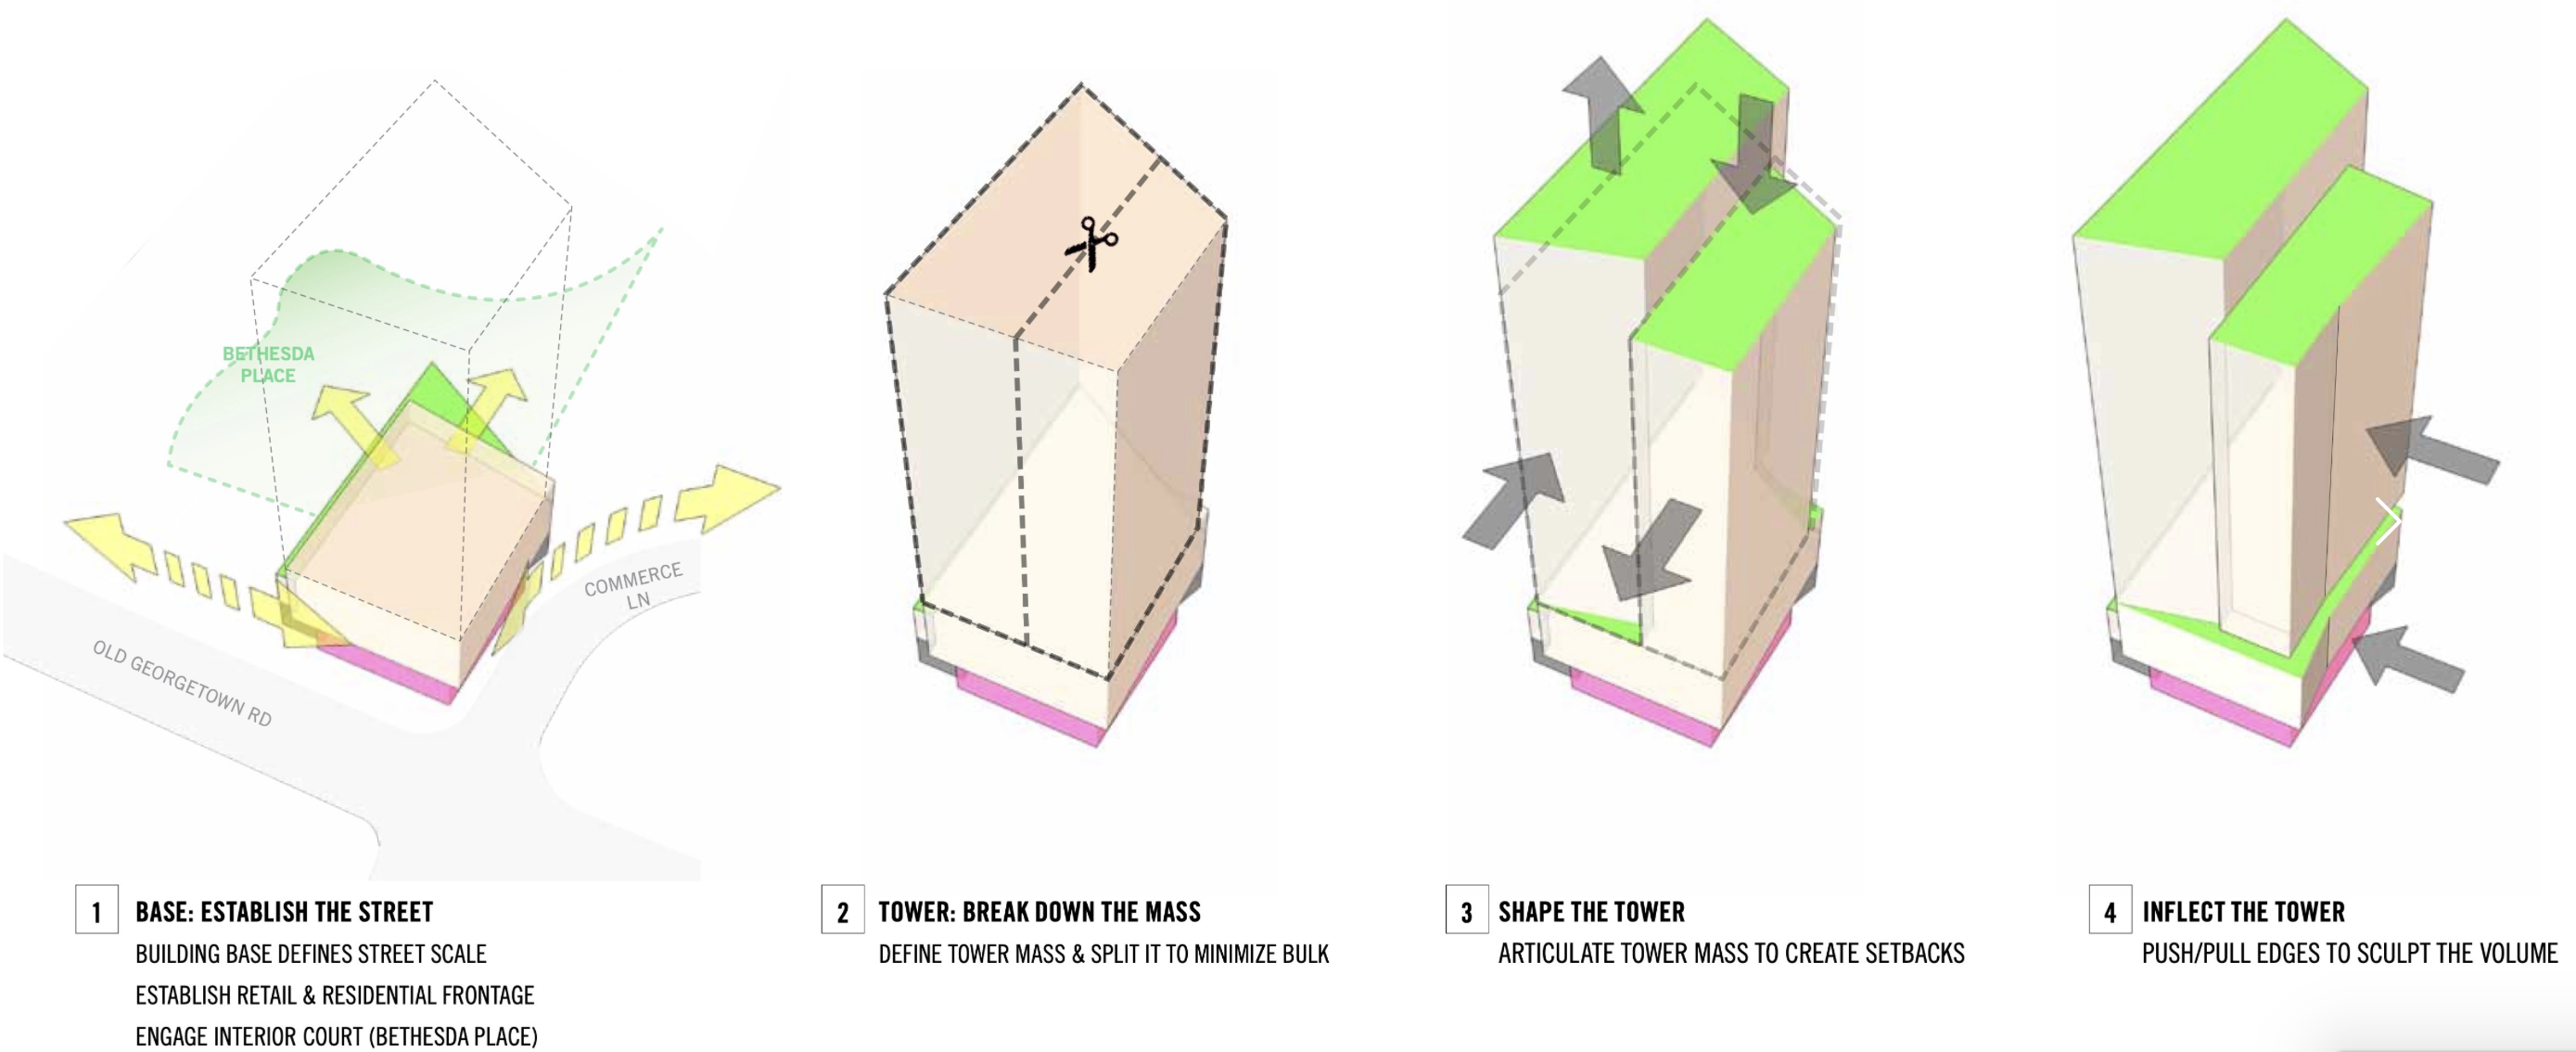 BETHESDA
PLACE
OLD GEORGETOWN RD
COMMERCE
LN
1 BASE: ESTABLISH THE STREET
BUILDING BASE DEFINES STREET SCALE
ESTABLISH RETAIL & RESIDENTIAL FRONTAGE
ENGAGE INTERIOR COURT (BETHESDA PLACE)
2 TOWER: BREAK DOWN THE MASS
DEFINE TOWER MASS & SPLIT IT TO MINIMIZE BULK
3 SHAPE THE TOWER
ARTICULATE TOWER MASS TO CREATE SETBACKS
4 INFLECT THE TOWER
PUSH/PULL EDGES TO SCULPT THE VOLUME